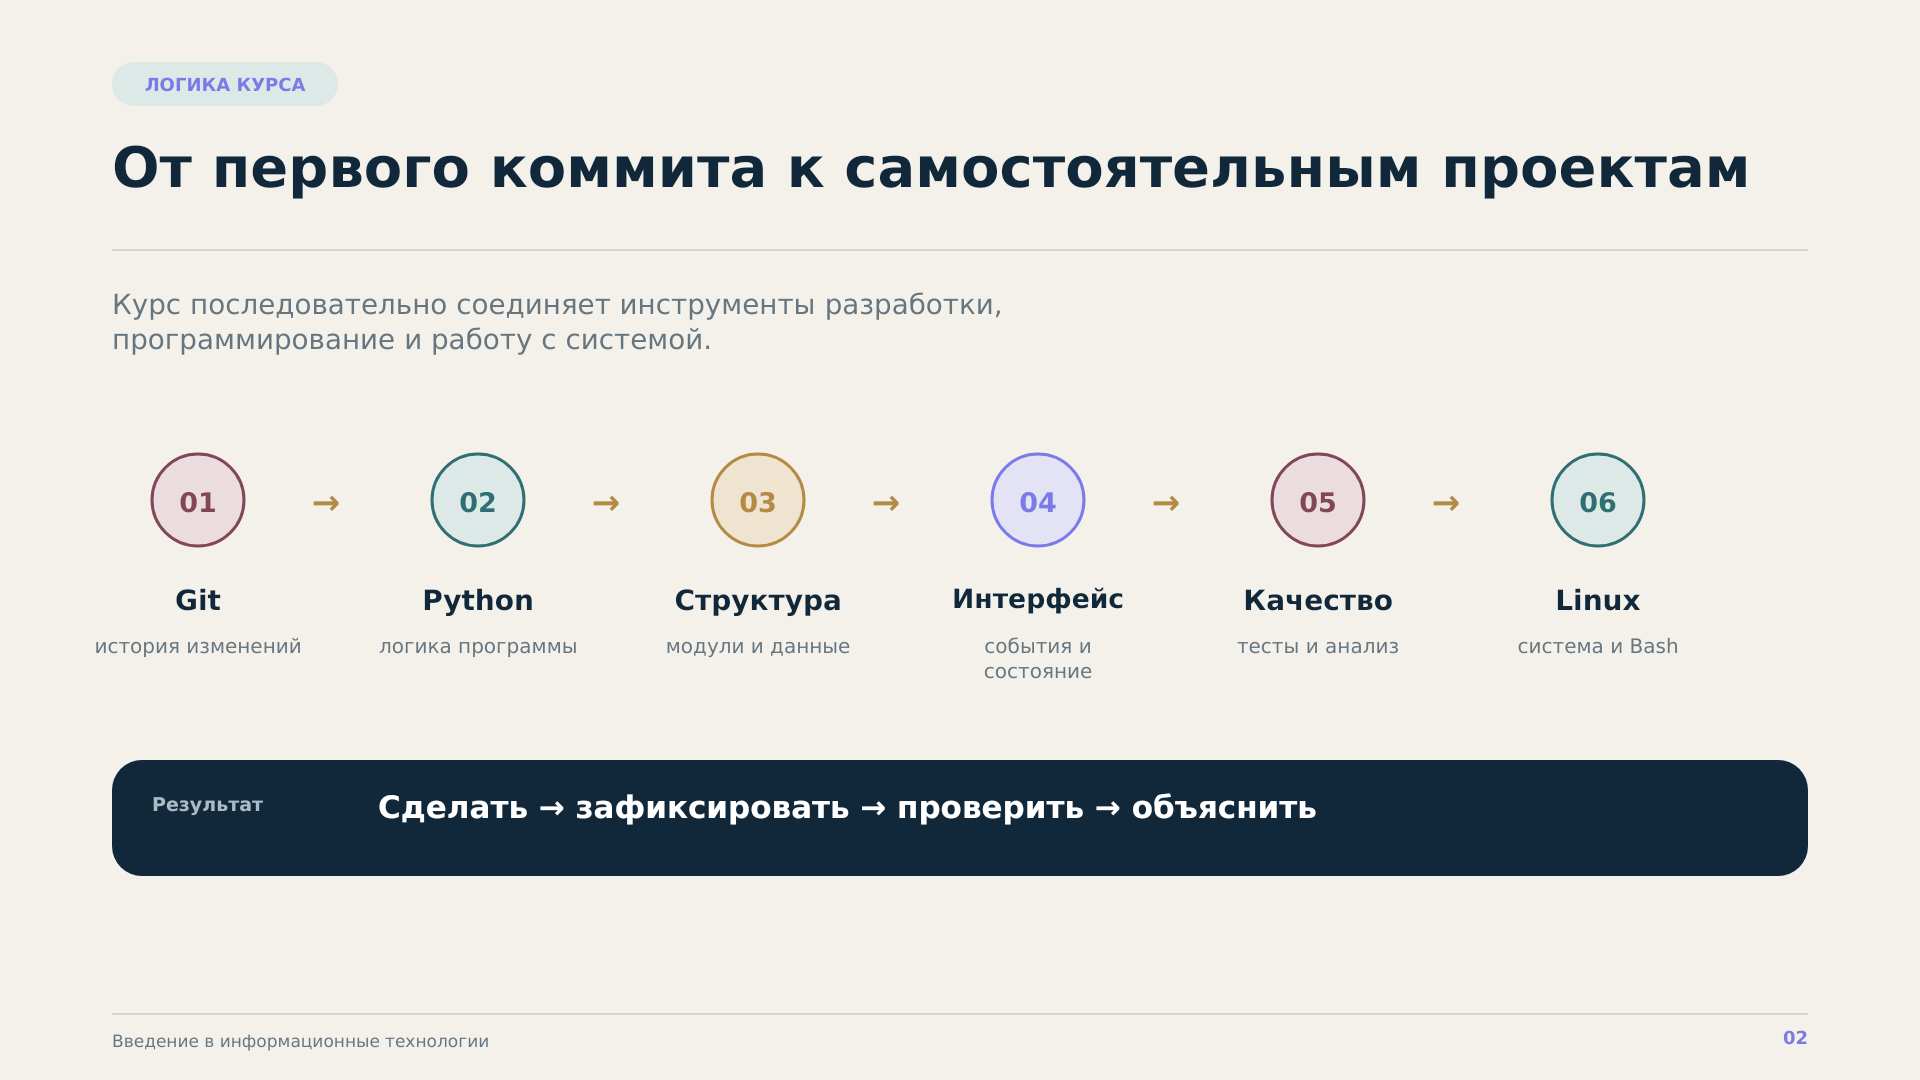 ЛОГИКА КУРСА
От первого коммита к самостоятельным проектам
Курс последовательно соединяет инструменты разработки,
программирование и работу с системой.
01 → 02 → 03 → 04 → 05 → 06
Git Python Структура Интерфейс Качество Linux
история изменений логика программы модули и данные события и тесты и анализ система и Bash
состояние
Результат Сделать → зафиксировать → проверить → объяснить
Введение в информационные технологии 02